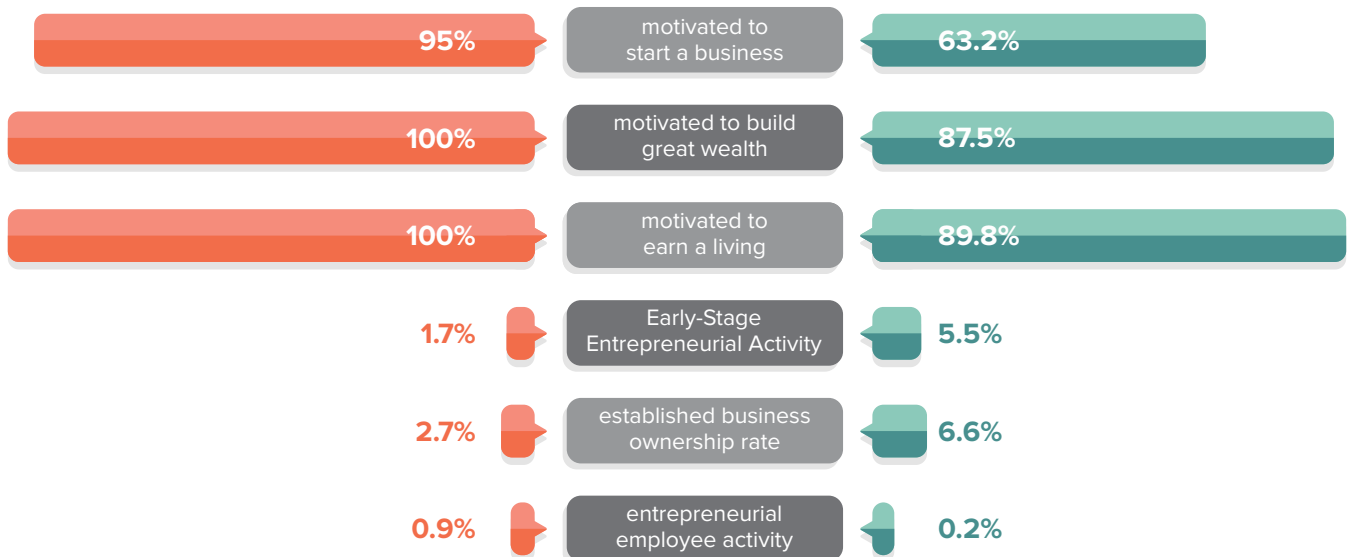 95%
motivated to
start a business
63.2%
100%
motivated to build
great wealth
87.5%
100%
motivated to
earn a living
89.8%
1.7%
Early-Stage
Entrepreneurial Activity
5.5%
2.7%
established business
ownership rate
6.6%
0.9%
entrepreneurial
employee activity
0.2%